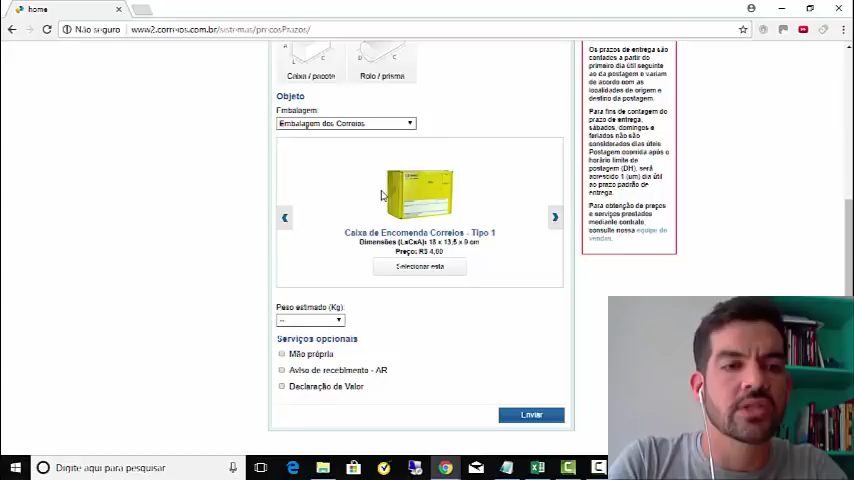 home
Não seguro
www2.correios.com.br/sistemas/precosPrazos/
A
L
C
D
C
Caixa / pacote
Rolo / prisma
Objeto
Embalagem:
Embalagem dos Correios
Caixa de Encomenda Correios - Tipo 1
Dimensões (LxCxA): 18 x 13,5 x 9 cm
Preço: R$ 4,00
Selecionar esta
Peso estimado (Kg):
--
Serviços opcionais
Mão própria
Aviso de recebimento - AR
Declaração de Valor
Enviar
Os prazos de entrega são
contados a partir do
primeiro dia útil seguinte
ao da postagem e variam
de acordo com as
localidades de origem e
destino da postagem.
Para fins de contagem do
prazo de entrega,
sábados, domingos e
feriados não são
considerados dias úteis
Postagem ocorrida após o
horário limite de
postagem (DH), será
acrescido 1 (um) dia útil
ao prazo padrão de
entrega.
Para obtenção de preços
e serviços prestados
mediante contrato,
consulte nossa equipe de
vendas.
Digite aqui para pesquisar